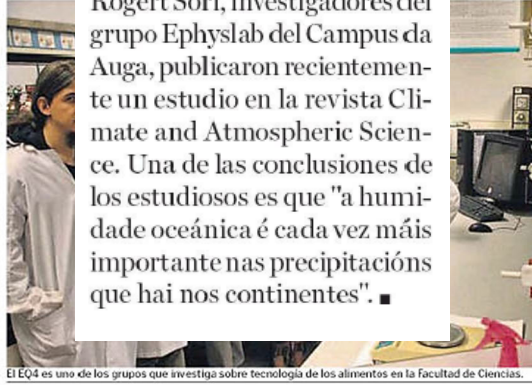 Rogert Sorí, investigadores del
grupo Ephyslab del Campus da
Auga, publicaron recientemen-
te un estudio en la revista Cli-
mate and Atmospheric Scien-
ce. Una de las conclusiones de
los estudiosos es que "a humi-
dade oceánica é cada vez máis
importante nas precipitacións
que hai nos continentes". ■
El EQ4 es uno de los grupos que investiga sobre tecnología de los alimentos en la Facultad de Ciencias.